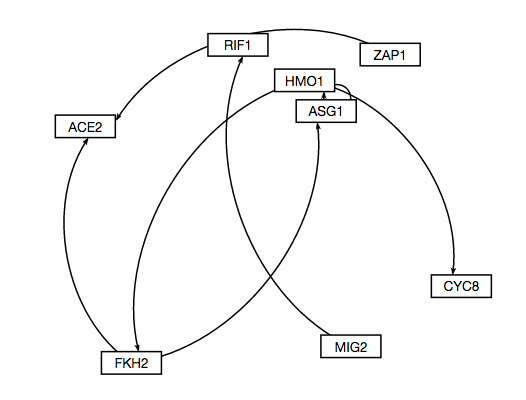 RIF1
ZAP1
HMO1
ASG1
ACE2
CYC8
MIG2
FKH2